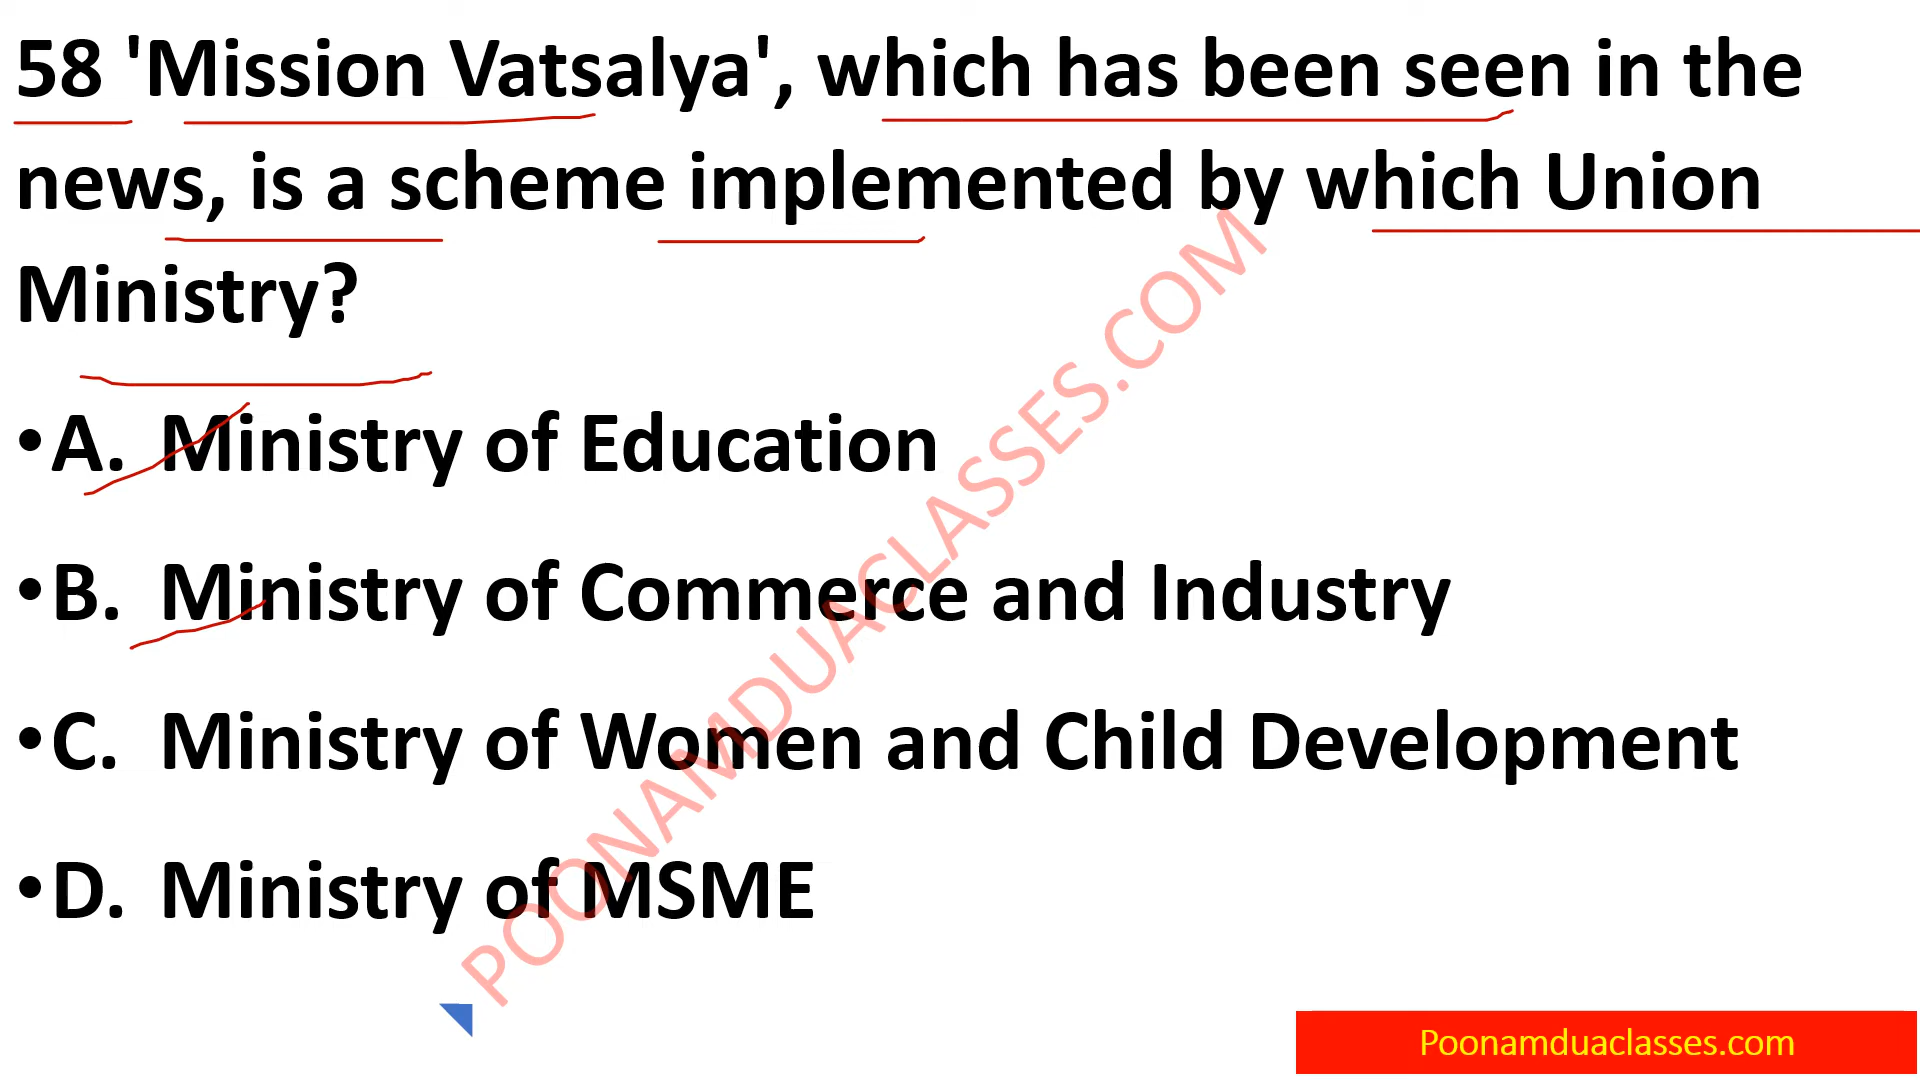 58 'Mission Vatsalya', which has been seen in the
news, is a scheme implemented by which Union
Ministry?
•A. Ministry of Education
•B. Ministry of Commerce and Industry
•C. Ministry of Women and Child Development
•D. Ministry of MSME
POONAMDUACLASSES.COM
Poonamduaclasses.com